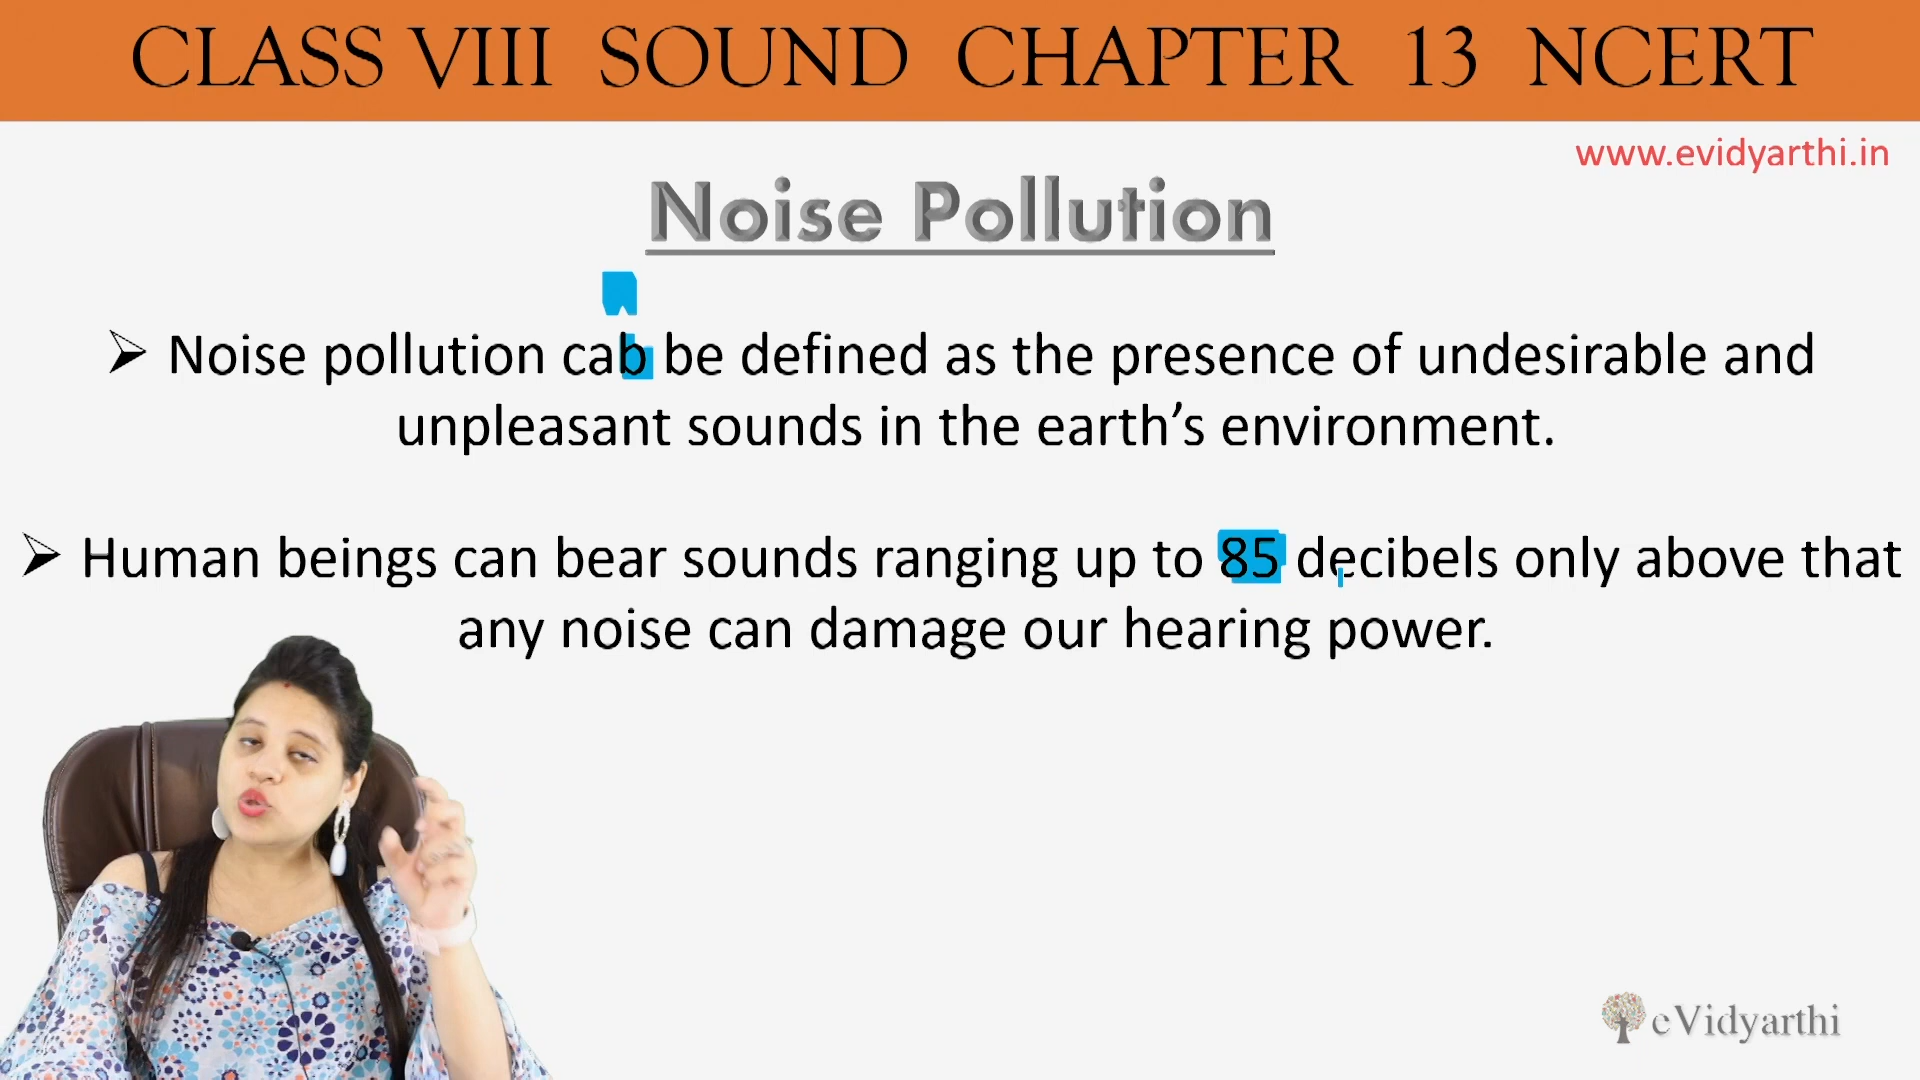 CLASS VIII SOUND CHAPTER 13 NCERT
www.evidyarthi.in
Noise Pollution
➢ Noise pollution cab be defined as the presence of undesirable and
unpleasant sounds in the earth’s environment.
➢ Human beings can bear sounds ranging up to 85 decibels only above that
any noise can damage our hearing power.
eVidyarthi